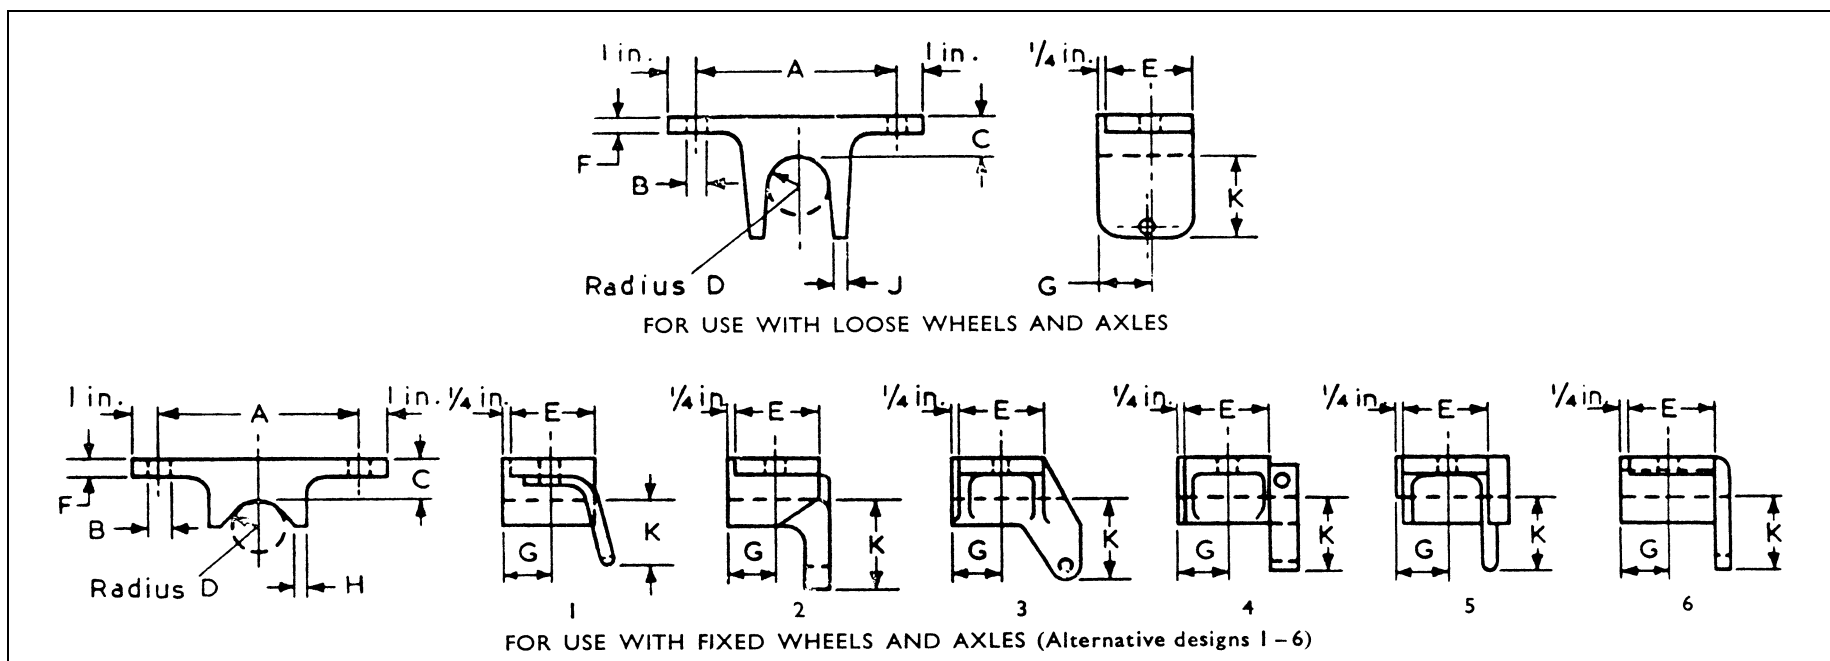 1 in. A 1 in. 1/4 in. E
F C
B K
Radius D J G
FOR USE WITH LOOSE WHEELS AND AXLES
1 in. A 1 in. 1/4 in. E 1/4 in. E 1/4 in. E 1/4 in. E 1/4 in. E 1/4 in. E
F C
B G K G K G K G K G K G K
Radius D H
1 2 3 4 5 6
FOR USE WITH FIXED WHEELS AND AXLES (Alternative designs 1–6)